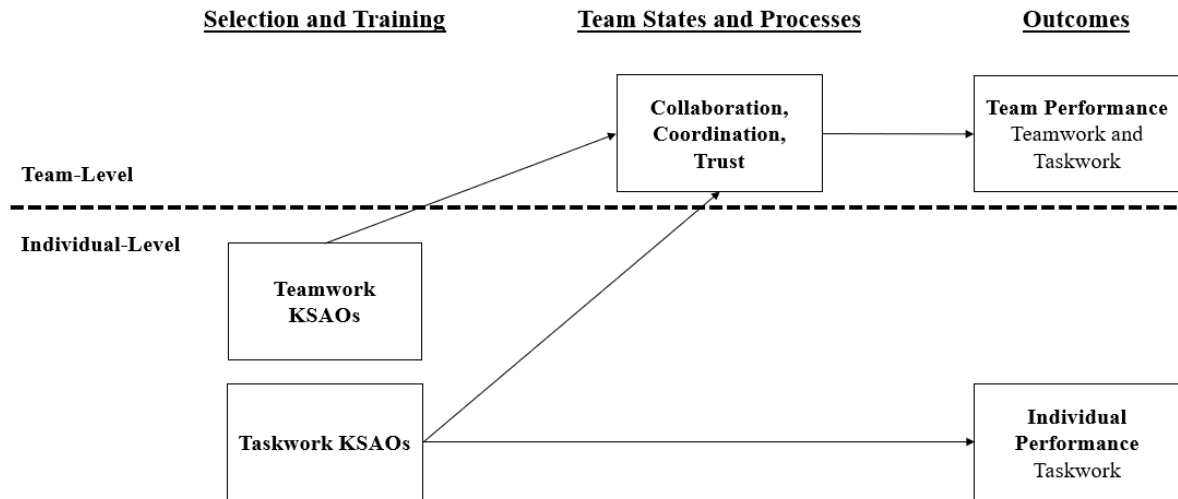 Selection and Training
Team States and Processes
Outcomes
Collaboration,
Coordination,
Trust
Team Performance
Teamwork and
Taskwork
Team-Level
Individual-Level
Teamwork
KSAOs
Taskwork KSAOs
Individual
Performance
Taskwork